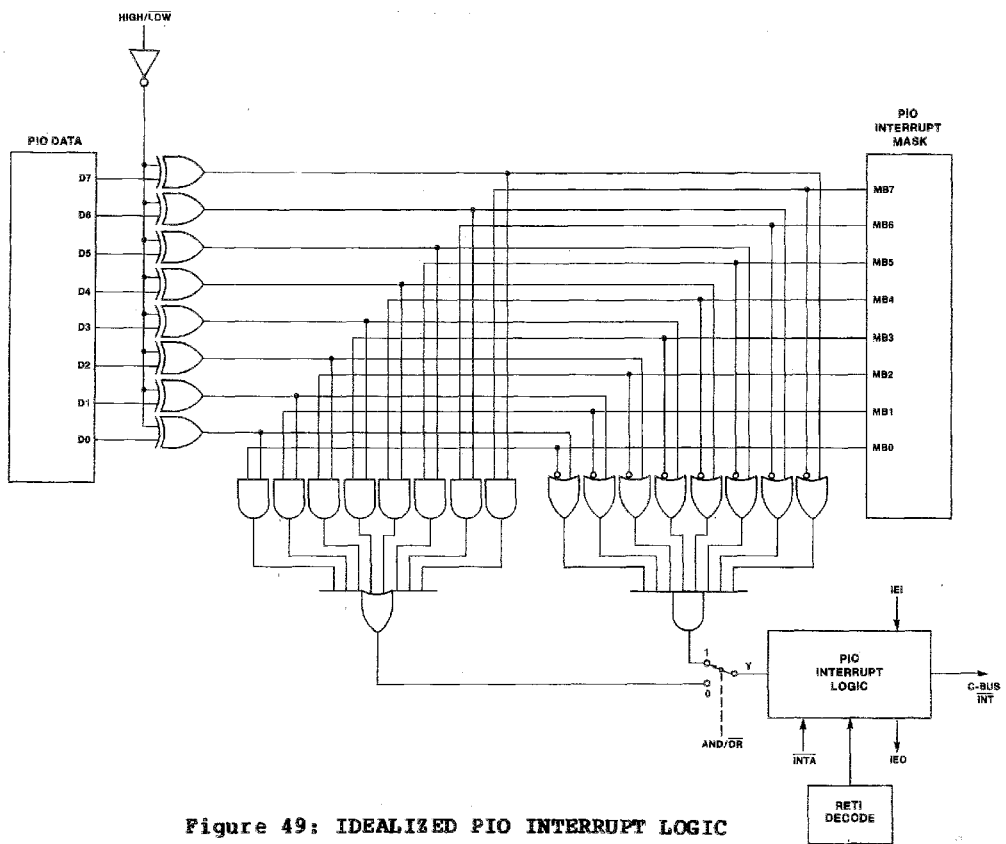 HIGH/LOW
PIO DATA
D7
D6
D5
D4
D3
D2
D1
D0
PIO
INTERRUPT
MASK
MB7
MB6
MB5
MB4
MB3
MB2
MB1
MB0
1
0
Y
AND/OR
IEI
PIO
INTERRUPT
LOGIC
C-BUS
INT
INTA
IEO
RETI
DECODE
Figure 49: IDEALIZED PIO INTERRUPT LOGIC